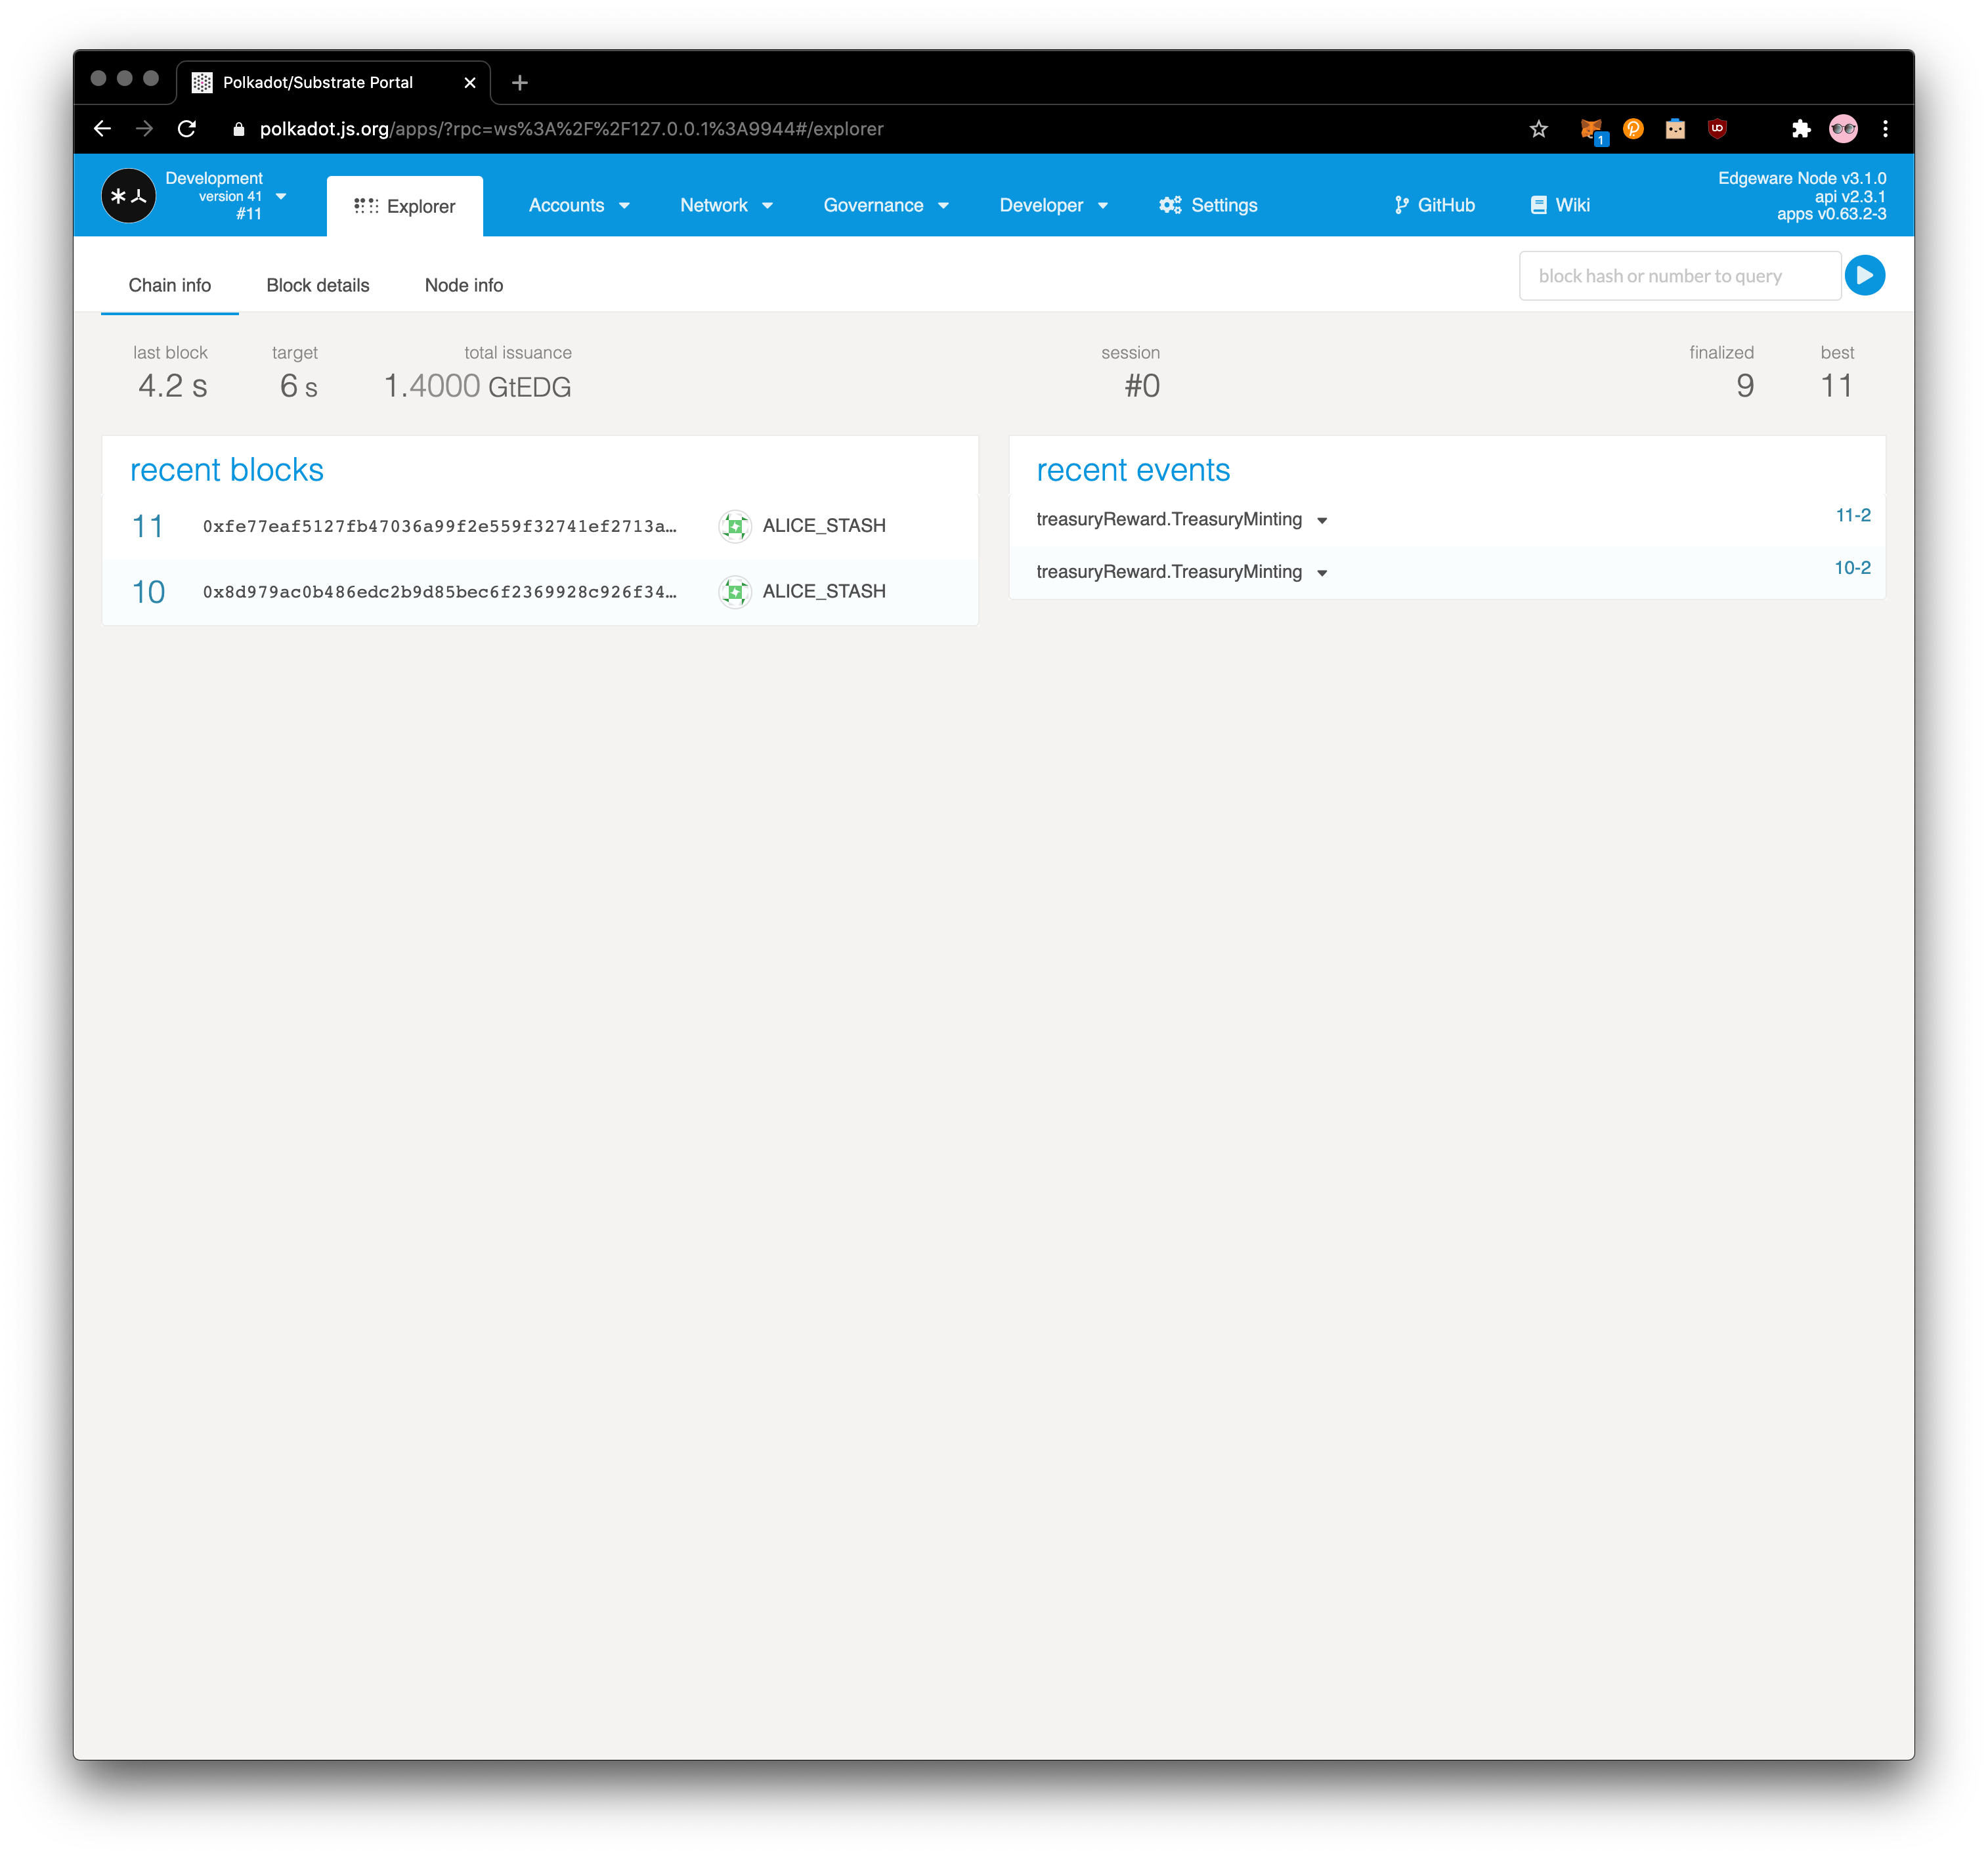 Polkadot/Substrate Portal
polkadot.js.org/apps/?rpc=ws%3A%2F%2F127.0.0.1%3A9944#/explorer
1
Development
version 41
#11
Explorer
Accounts
Network
Governance
Developer
Settings
GitHub
Wiki
Edgeware Node v3.1.0
api v2.3.1
apps v0.63.2-3
Chain info
Block details
Node info
block hash or number to query
last block
4.2 s
target
6 s
total issuance
1.4000 GtEDG
session
#0
finalized
9
best
11
recent blocks
11 0xfe77eaf5127fb47036a99f2e559f32741ef2713a… ALICE_STASH
10 0x8d979ac0b486edc2b9d85bec6f2369928c926f34… ALICE_STASH
recent events
treasuryReward.TreasuryMinting 11-2
treasuryReward.TreasuryMinting 10-2